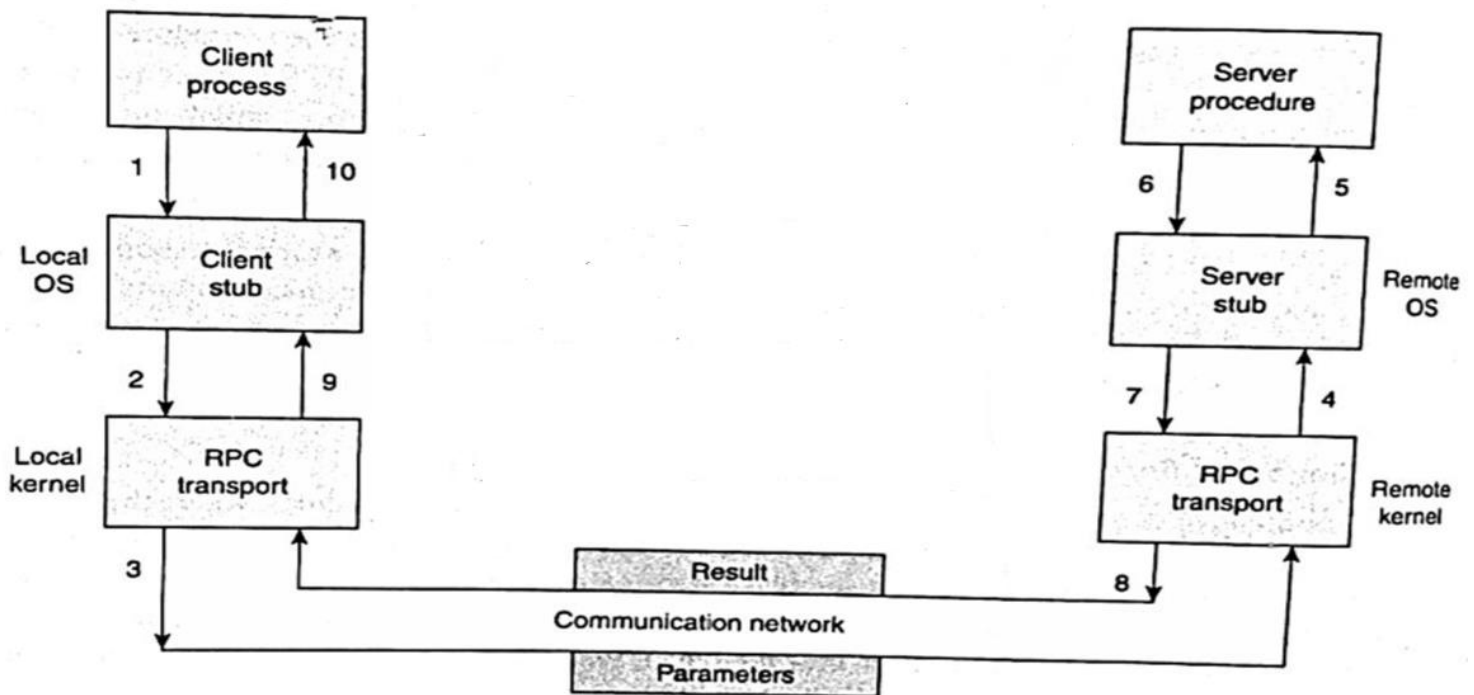 Client
process
Server
procedure
1
10
6
5
Local
OS
Client
stub
Server
stub
Remote
OS
2
9
7
4
Local
kernel
RPC
transport
RPC
transport
Remote
kernel
3
8
Result
Communication network
Parameters